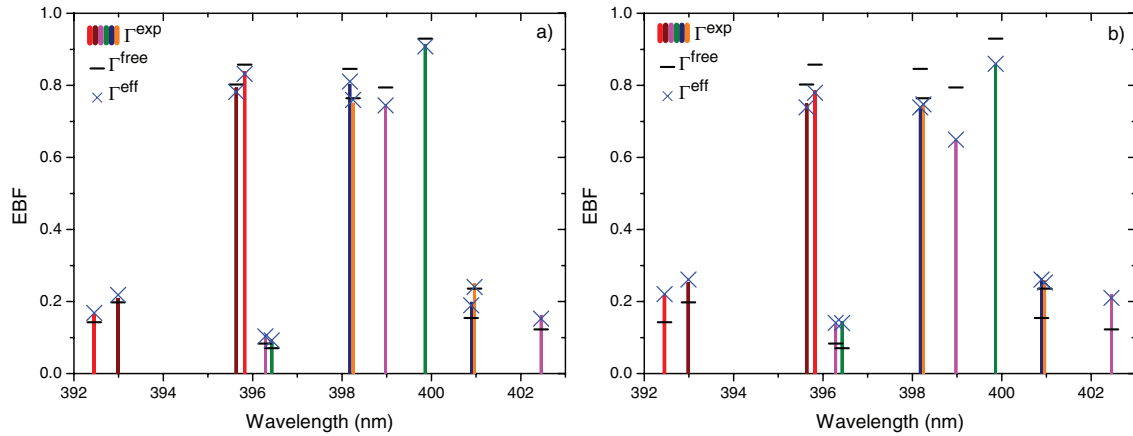 a)
Γexp
Γfree
Γeff
1.0
0.8
0.6
0.4
0.2
0.0
EBF
392 394 396 398 400 402
Wavelength (nm)
b)
Γexp
Γfree
Γeff
1.0
0.8
0.6
0.4
0.2
0.0
EBF
392 394 396 398 400 402
Wavelength (nm)